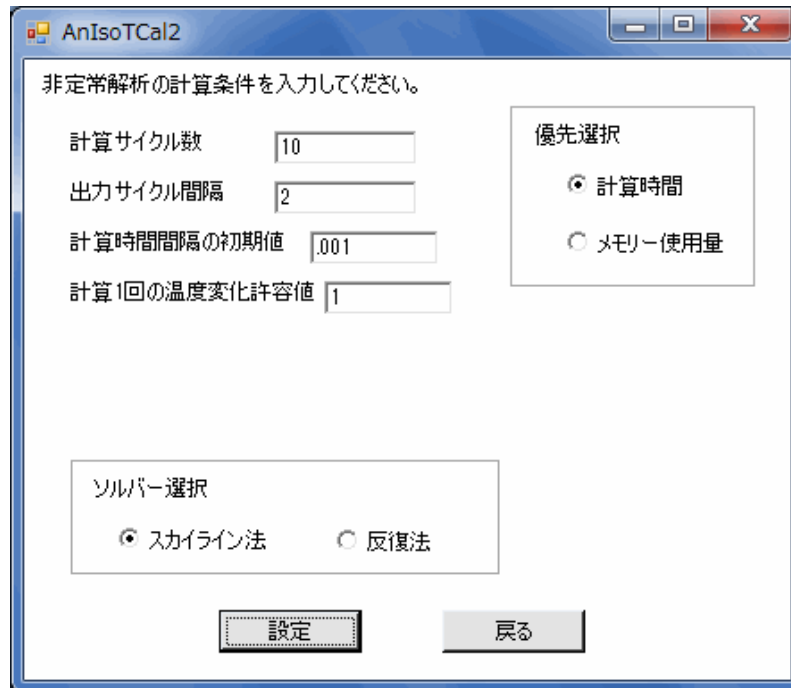 AnIsoTCal2
非定常解析の計算条件を入力してください。
計算サイクル数 10
出力サイクル間隔 2
計算時間間隔の初期値 .001
計算1回の温度変化許容値 1
優先選択
計算時間
メモリー使用量
ソルバー選択
スカイライン法 反復法
設定 戻る